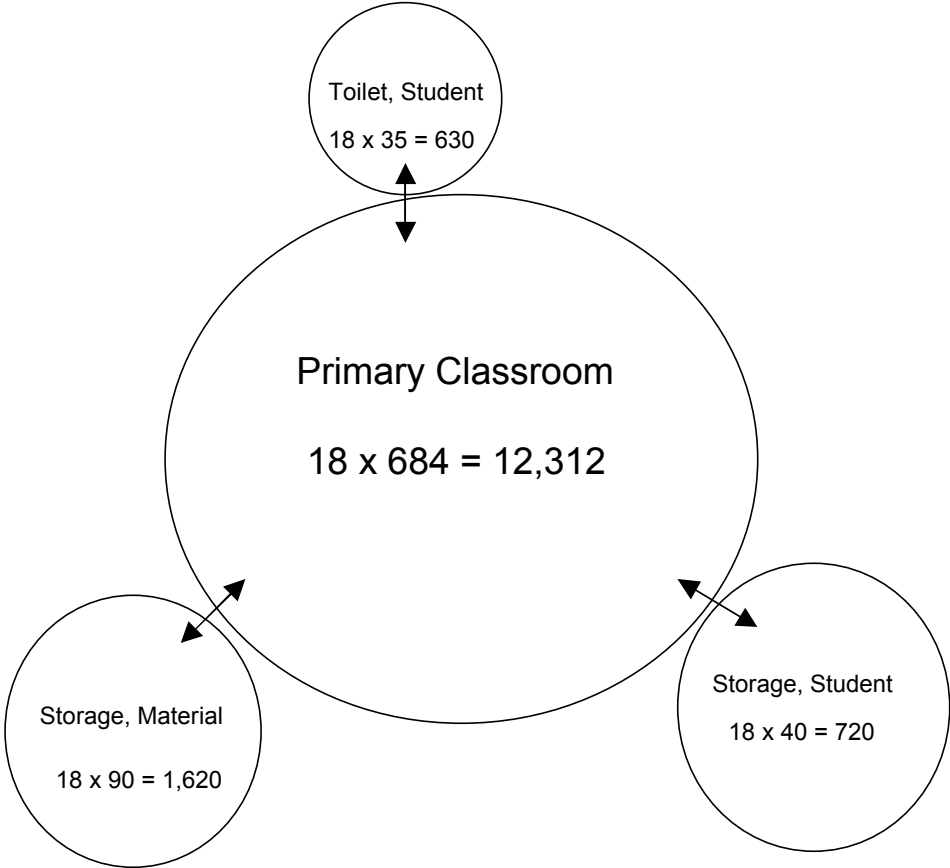 Toilet, Student
18 x 35 = 630
Primary Classroom
18 x 684 = 12,312
Storage, Material
18 x 90 = 1,620
Storage, Student
18 x 40 = 720